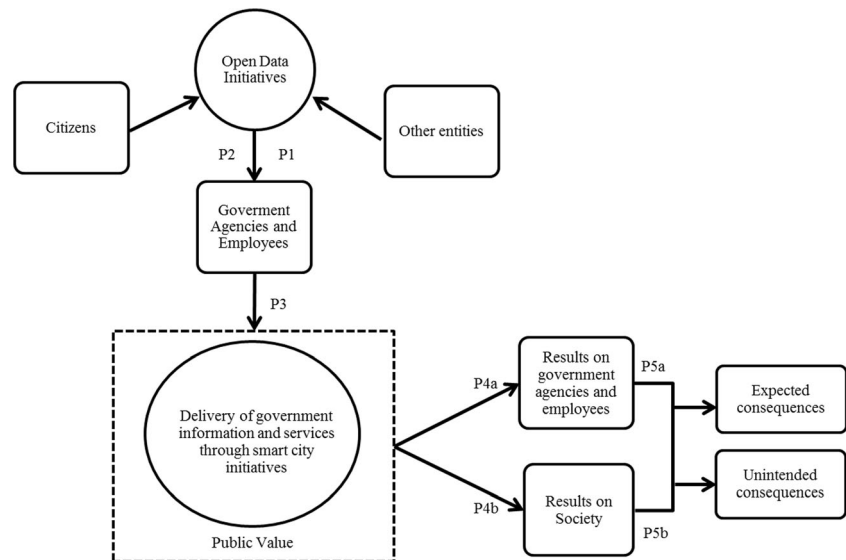 Open Data
Initiatives
Citizens
Other entities
P2
P1
Goverment
Agencies and
Employees
P3
Delivery of government
information and services
through smart city
initiatives
Public Value
P4a
P4b
Results on
government
agencies and
employees
Results on
Society
P5a
P5b
Expected
consequences
Unintended
consequences